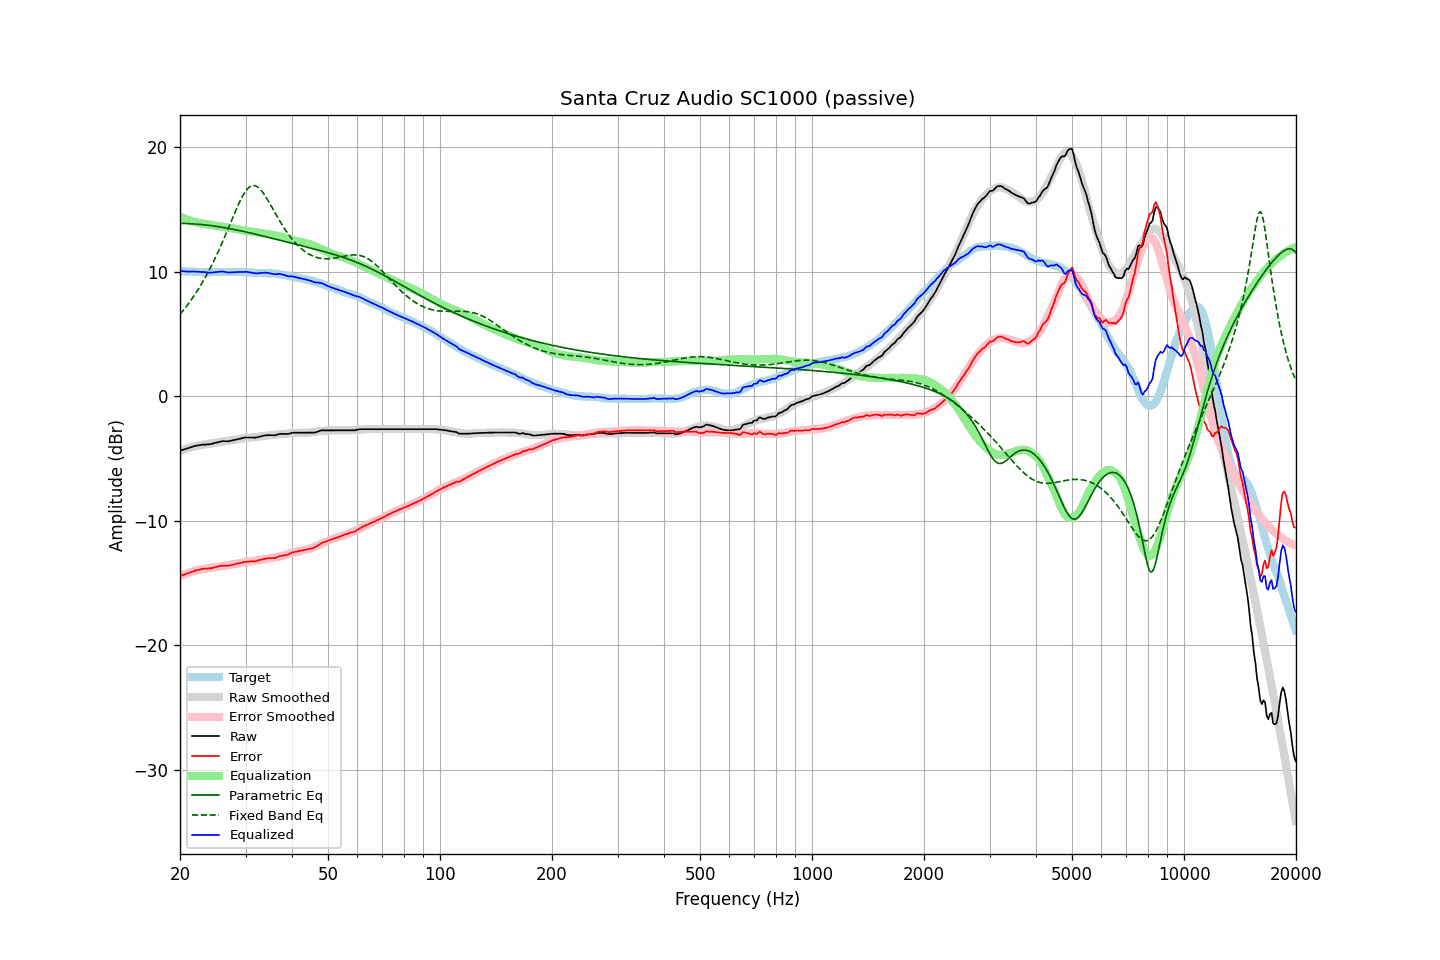 Santa Cruz Audio SC1000 (passive)
Amplitude (dBr)
20
10
0
−10
−20
−30
Target
Raw Smoothed
Error Smoothed
Raw
Error
Equalization
Parametric Eq
Fixed Band Eq
Equalized
20 50 100 200 500 1000 2000 5000 10000 20000
Frequency (Hz)